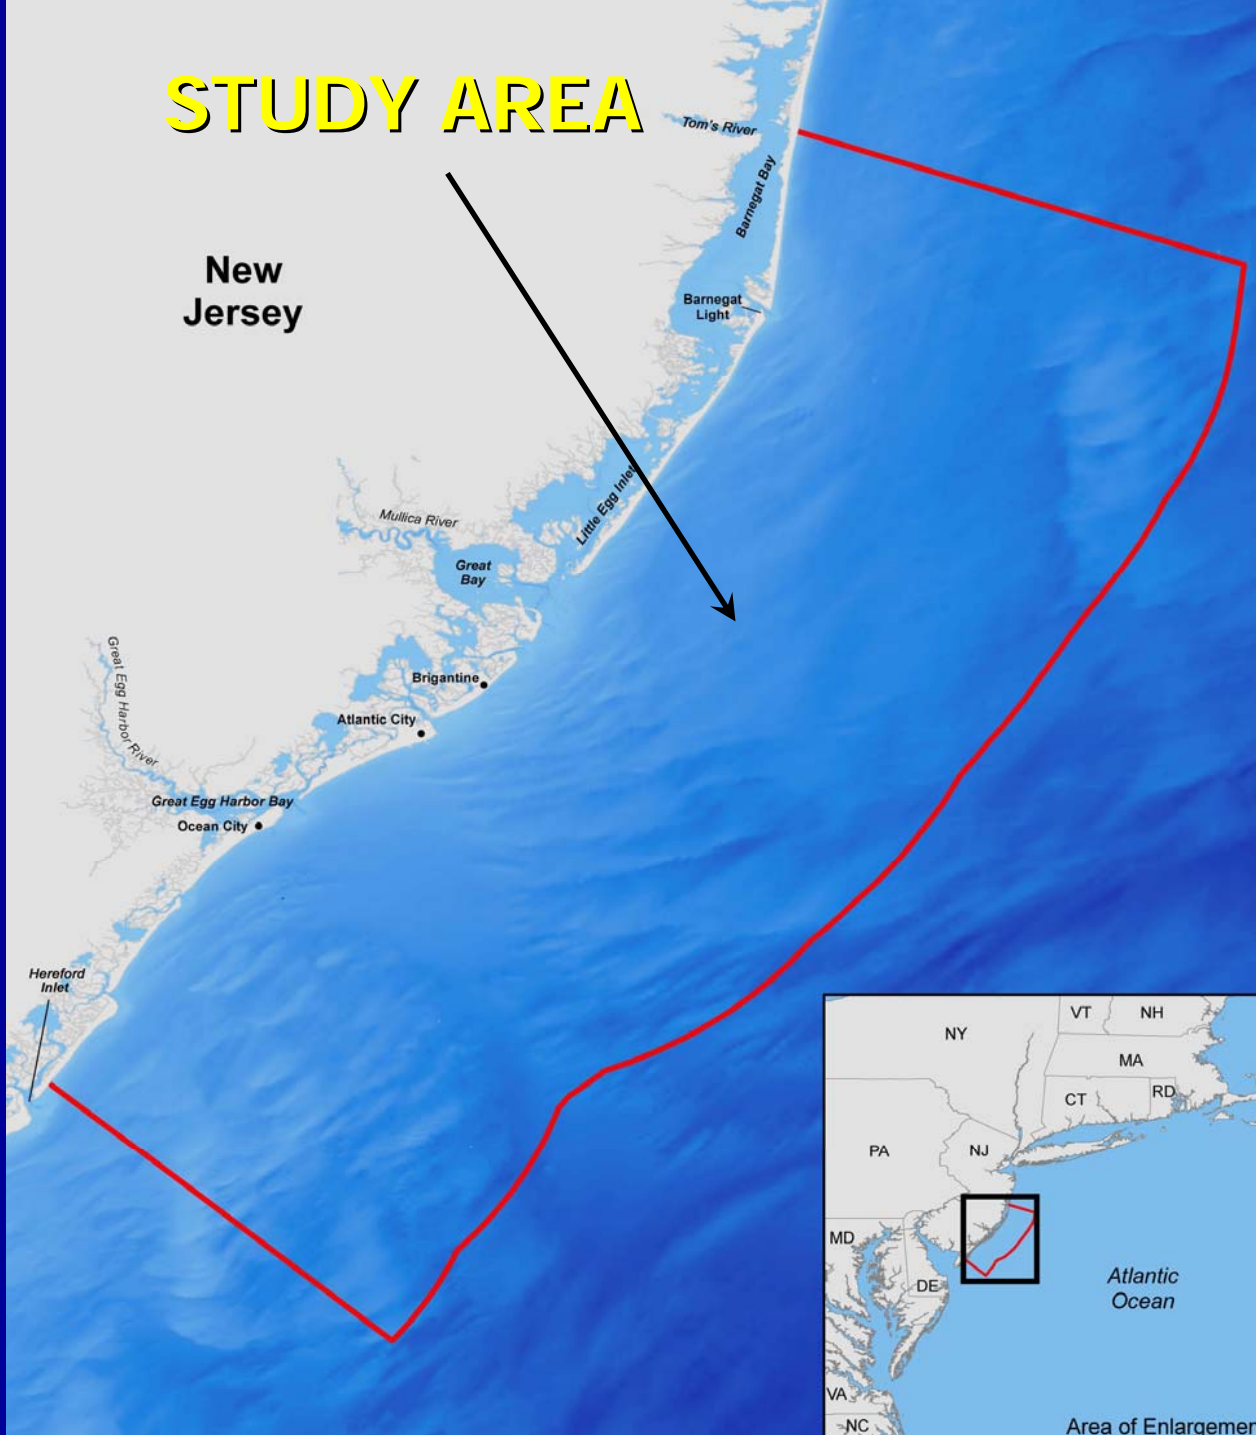 STUDY AREA
Tom's River
Barnegat Bay
New
Jersey
Barnegat
Light
Little Egg Inlet
Mullica River
Great
Bay
Great Egg Harbor River
Brigantine
Atlantic City
Great Egg Harbor Bay
Ocean City
Hereford
Inlet
VT
NH
NY
MA
CT
RD
PA
NJ
MD
DE
Atlantic
Ocean
VA
NC
Area of Enlargemen